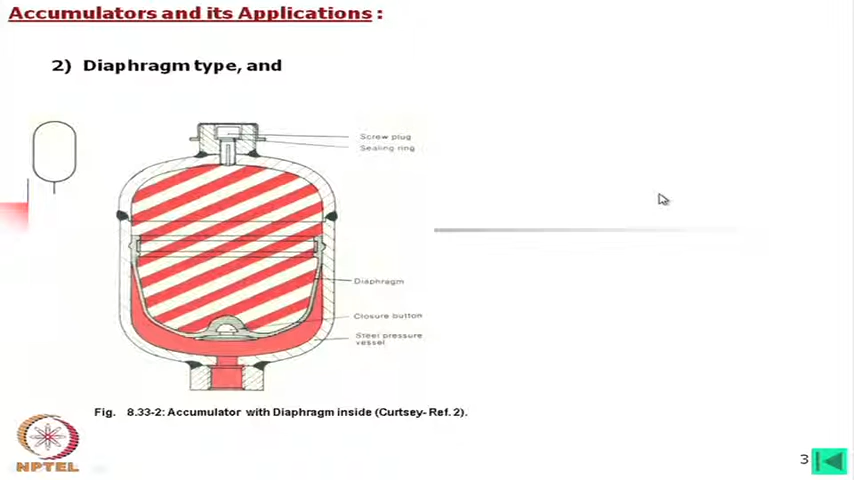 Accumulators and its Applications :
2) Diaphragm type, and
Screw plug
Sealing ring
Diaphragm
Closure button
Steel pressure
vessel
Fig. 8.33-2: Accumulator with Diaphragm inside (Curtsey- Ref. 2).
NPTEL
3